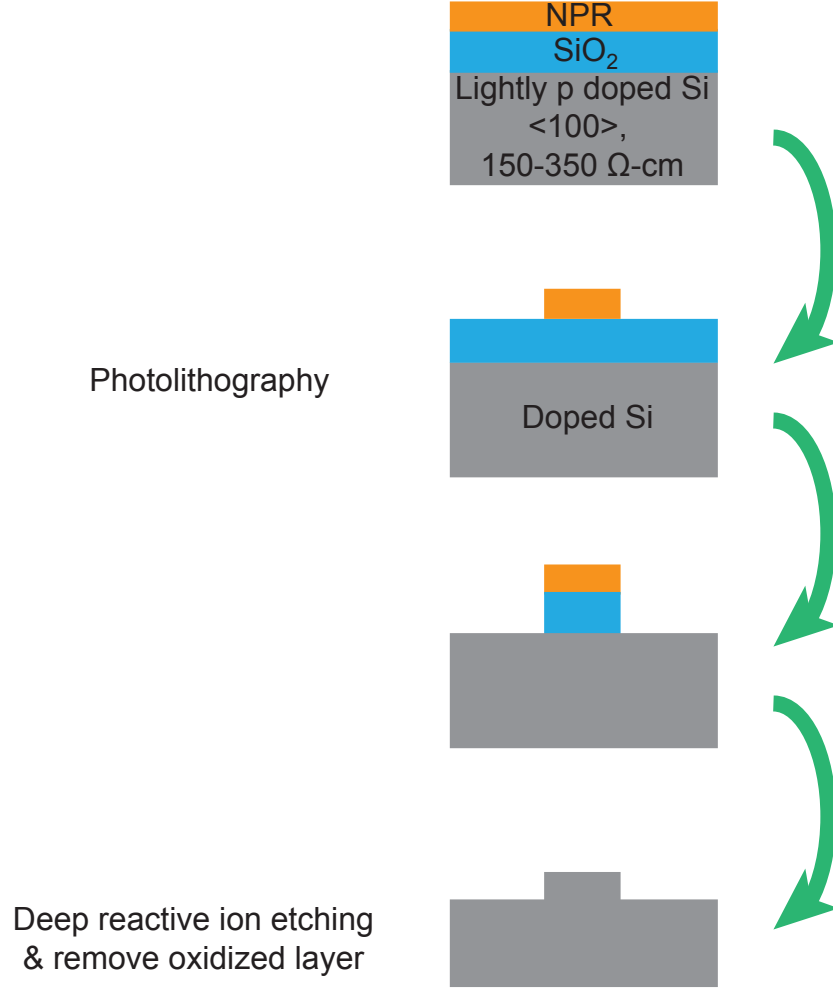 NPR
SiO₂
Lightly p doped Si
<100>,
150-350 Ω-cm
Photolithography
Doped Si
Deep reactive ion etching
& remove oxidized layer